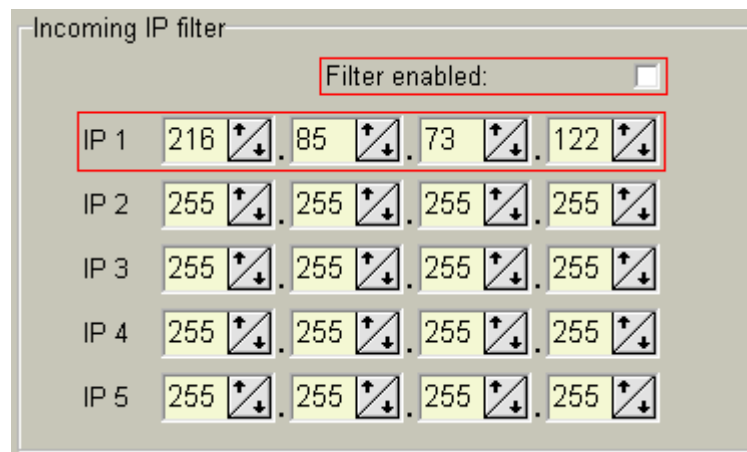 Incoming IP filter
Filter enabled:
IP 1 216 . 85 . 73 . 122
IP 2 255 . 255 . 255 . 255
IP 3 255 . 255 . 255 . 255
IP 4 255 . 255 . 255 . 255
IP 5 255 . 255 . 255 . 255